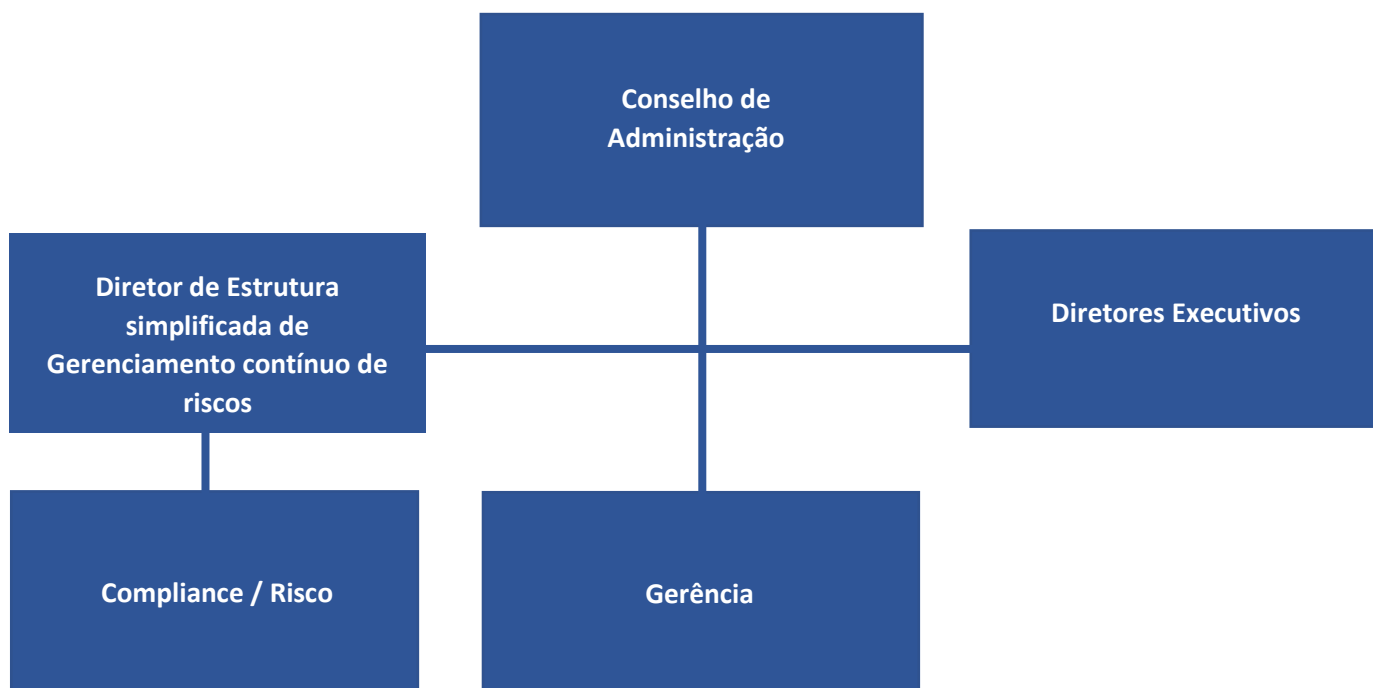 Conselho de
Administração
Diretor de Estrutura
simplificada de
Gerenciamento contínuo de
riscos
Diretores Executivos
Compliance / Risco
Gerência